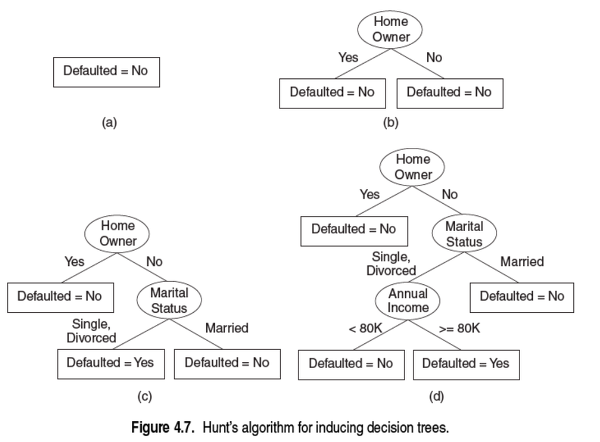 Defaulted = No
(a)
Home
Owner
Yes
No
Defaulted = No
Defaulted = No
(b)
Home
Owner
Yes
No
Defaulted = No
Marital
Status
Single,
Divorced
Married
Defaulted = Yes
Defaulted = No
(c)
Home
Owner
Yes
No
Defaulted = No
Marital
Status
Single,
Divorced
Married
Annual
Income
Defaulted = No
< 80K
>= 80K
Defaulted = No
Defaulted = Yes
(d)
Figure 4.7. Hunt's algorithm for inducing decision trees.